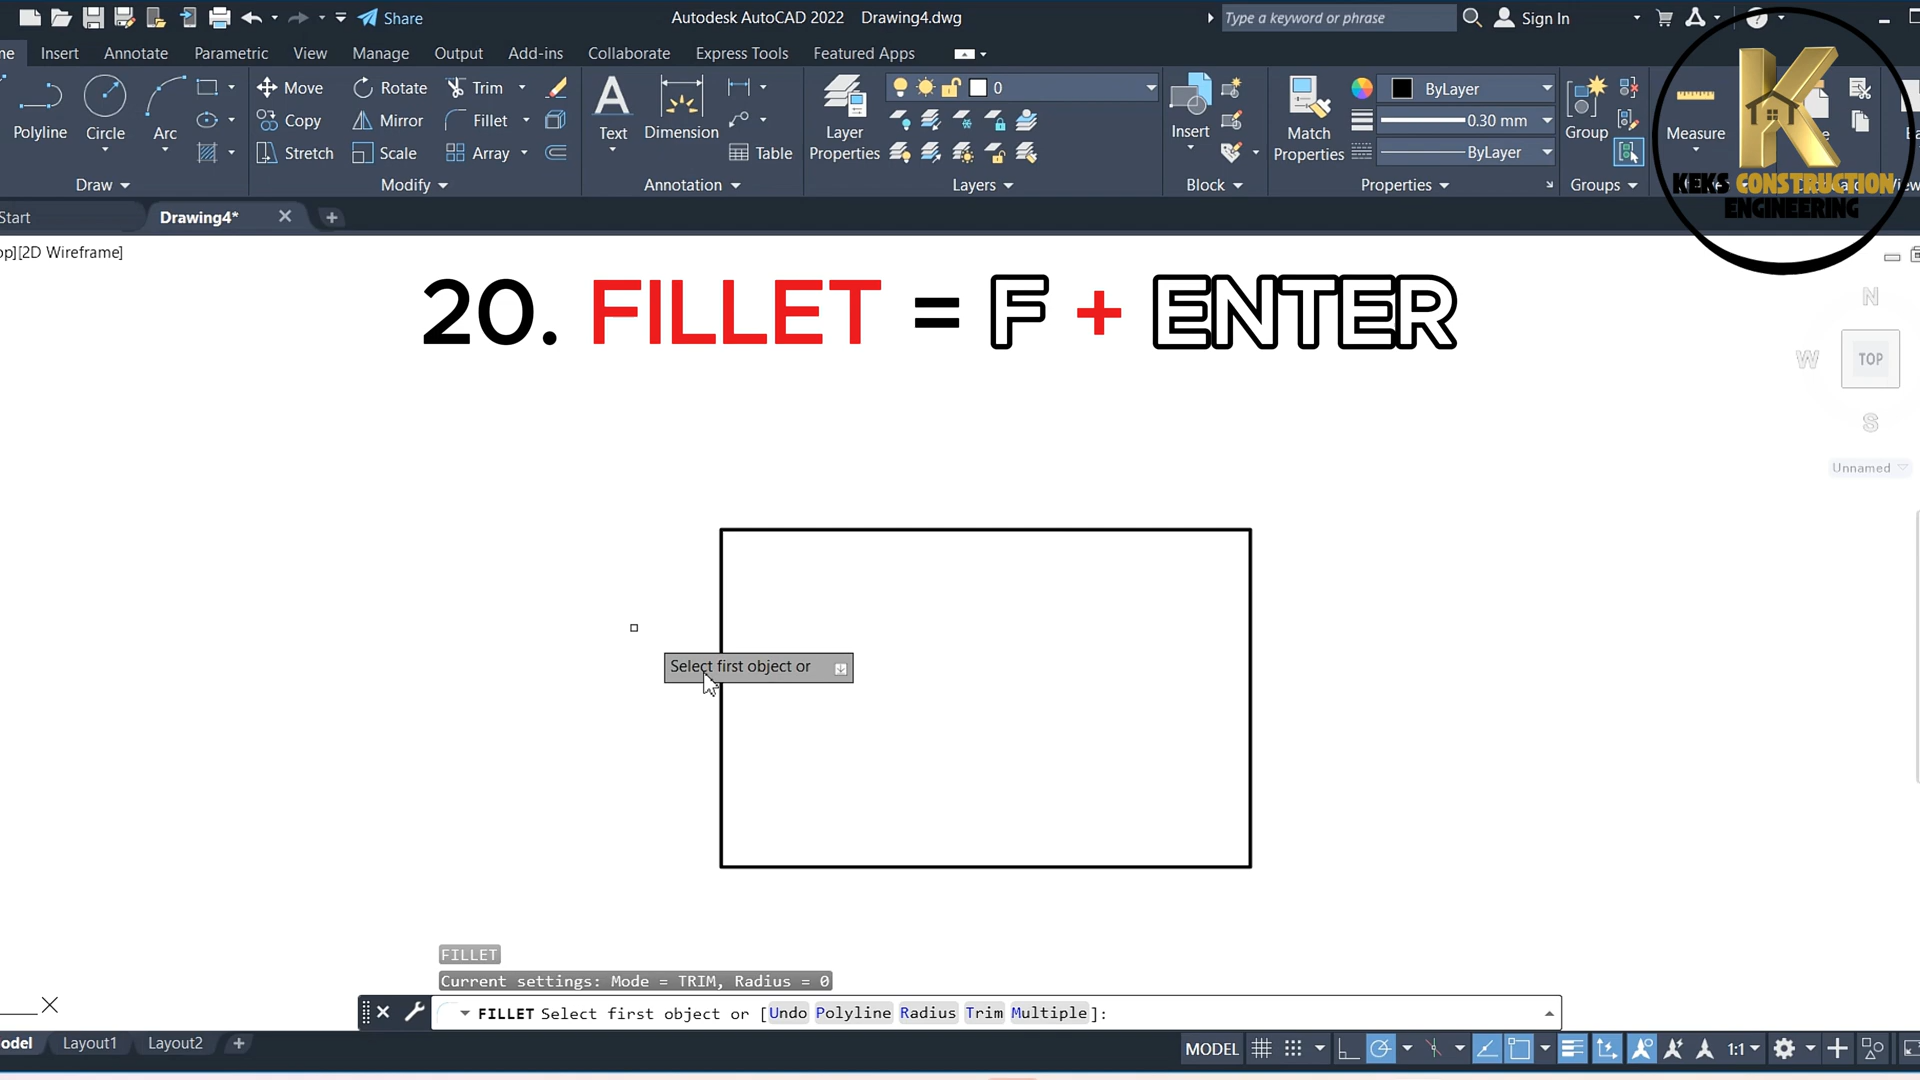 Share
Autodesk AutoCAD 2022 Drawing4.dwg
Type a keyword or phrase
Sign In
me Insert Annotate Parametric View Manage Output Add-ins Collaborate Express Tools Featured Apps
Polyline
Circle
Arc
Draw
Move
Rotate
Trim
Copy
Mirror
Fillet
Stretch
Scale
Array
Modify
Text
Dimension
Table
Annotation
Layer
Properties
0
Layers
Insert
Block
Match
Properties
ByLayer
0.30 mm
ByLayer
Properties
Group
Groups
Measure
K
KEKS CONSTRUCTION
ENGINEERING
Start
Drawing4*
op][2D Wireframe]
20. FILLET = F + ENTER
N
W
TOP
S
Unnamed
Select first object or
FILLET
Current settings: Mode = TRIM, Radius = 0
FILLET Select first object or [Undo Polyline Radius Trim Multiple]:
odel Layout1 Layout2
MODEL
1:1